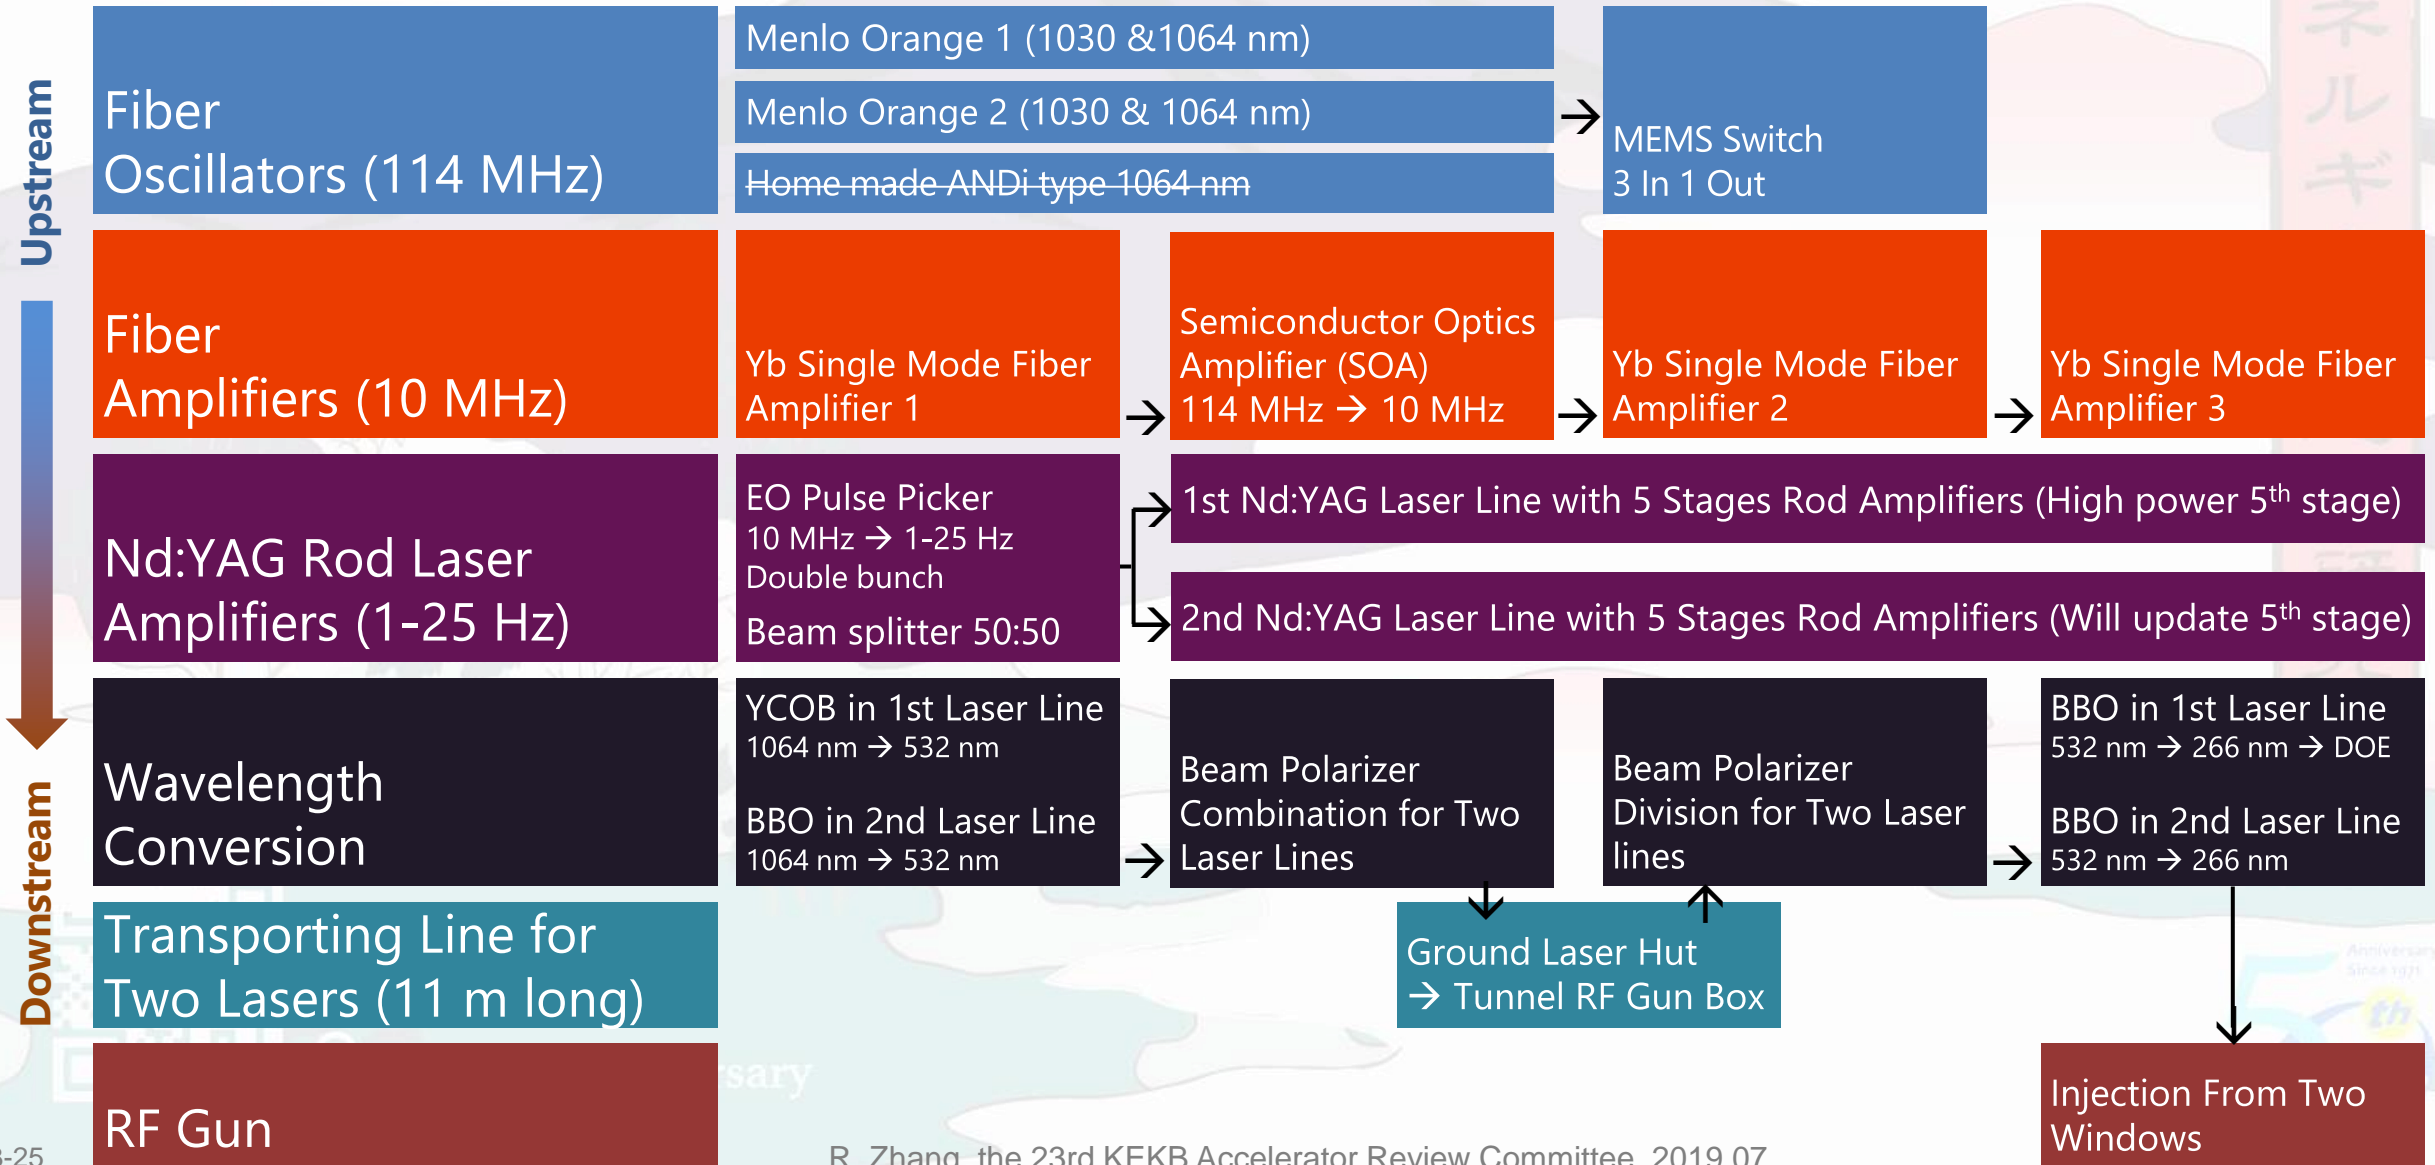 Upstream
Downstream
Fiber
Oscillators (114 MHz)
Menlo Orange 1 (1030 &1064 nm)
Menlo Orange 2 (1030 & 1064 nm)
Home made ANDi type 1064 nm
→
MEMS Switch
3 In 1 Out
Fiber
Amplifiers (10 MHz)
Yb Single Mode Fiber
Amplifier 1
→
Semiconductor Optics
Amplifier (SOA)
114 MHz → 10 MHz
→
Yb Single Mode Fiber
Amplifier 2
→
Yb Single Mode Fiber
Amplifier 3
Nd:YAG Rod Laser
Amplifiers (1-25 Hz)
EO Pulse Picker
10 MHz → 1-25 Hz
Double bunch
Beam splitter 50:50
1st Nd:YAG Laser Line with 5 Stages Rod Amplifiers (High power 5th stage)
2nd Nd:YAG Laser Line with 5 Stages Rod Amplifiers (Will update 5th stage)
Wavelength
Conversion
YCOB in 1st Laser Line
1064 nm → 532 nm
BBO in 2nd Laser Line
1064 nm → 532 nm
→
Beam Polarizer
Combination for Two
Laser Lines
Beam Polarizer
Division for Two Laser
lines
→
BBO in 1st Laser Line
532 nm → 266 nm → DOE
BBO in 2nd Laser Line
532 nm → 266 nm
Transporting Line for
Two Lasers (11 m long)
Ground Laser Hut
→ Tunnel RF Gun Box
RF Gun
Injection From Two
Windows
ネルギ
Anniversary
Since 1971
5th
sary
-25
R. Zhang, the 23rd KEKB Accelerator Review Committee, 2019.07